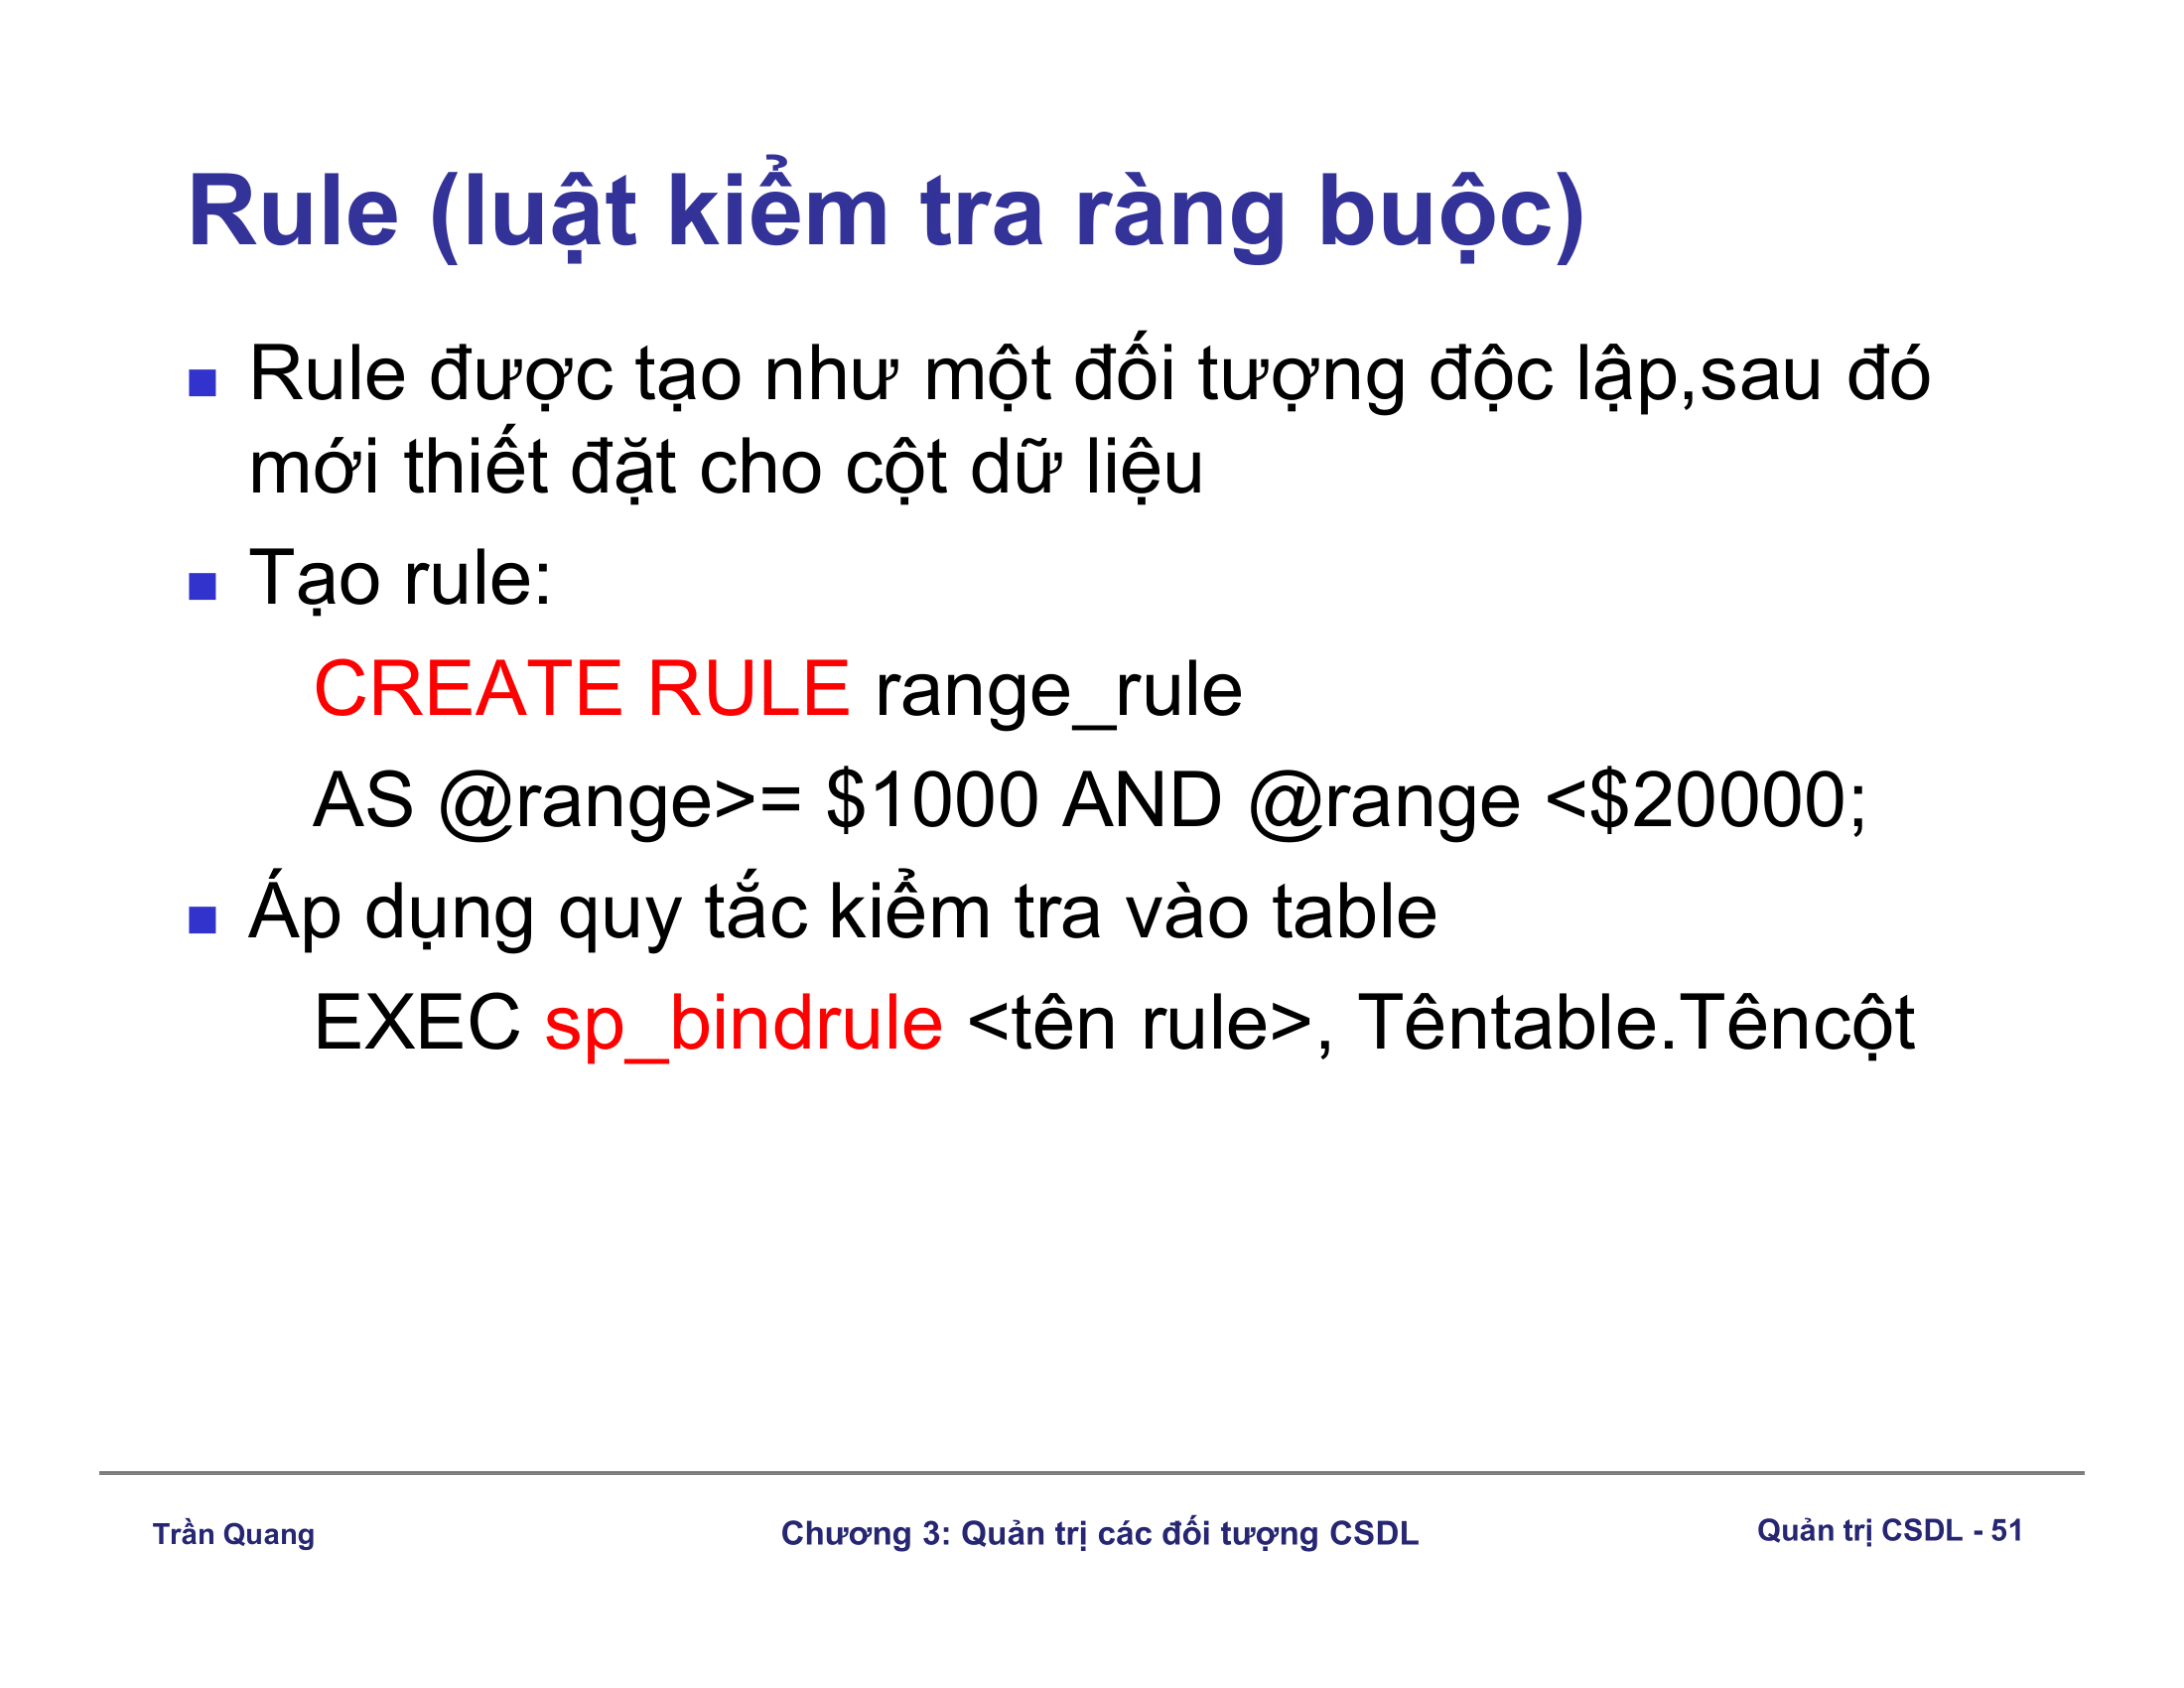 Rule (luật kiểm tra ràng buộc)
Rule được tạo như một đối tượng độc lập,sau đó
mới thiết đặt cho cột dữ liệu
Tạo rule:
CREATE RULE range_rule
AS @range>= $1000 AND @range <$20000;
Áp dụng quy tắc kiểm tra vào table
EXEC sp_bindrule <tên rule>, Têntable.Têncột
Trần Quang
Chương 3: Quản trị các đối tượng CSDL
Quản trị CSDL - 51